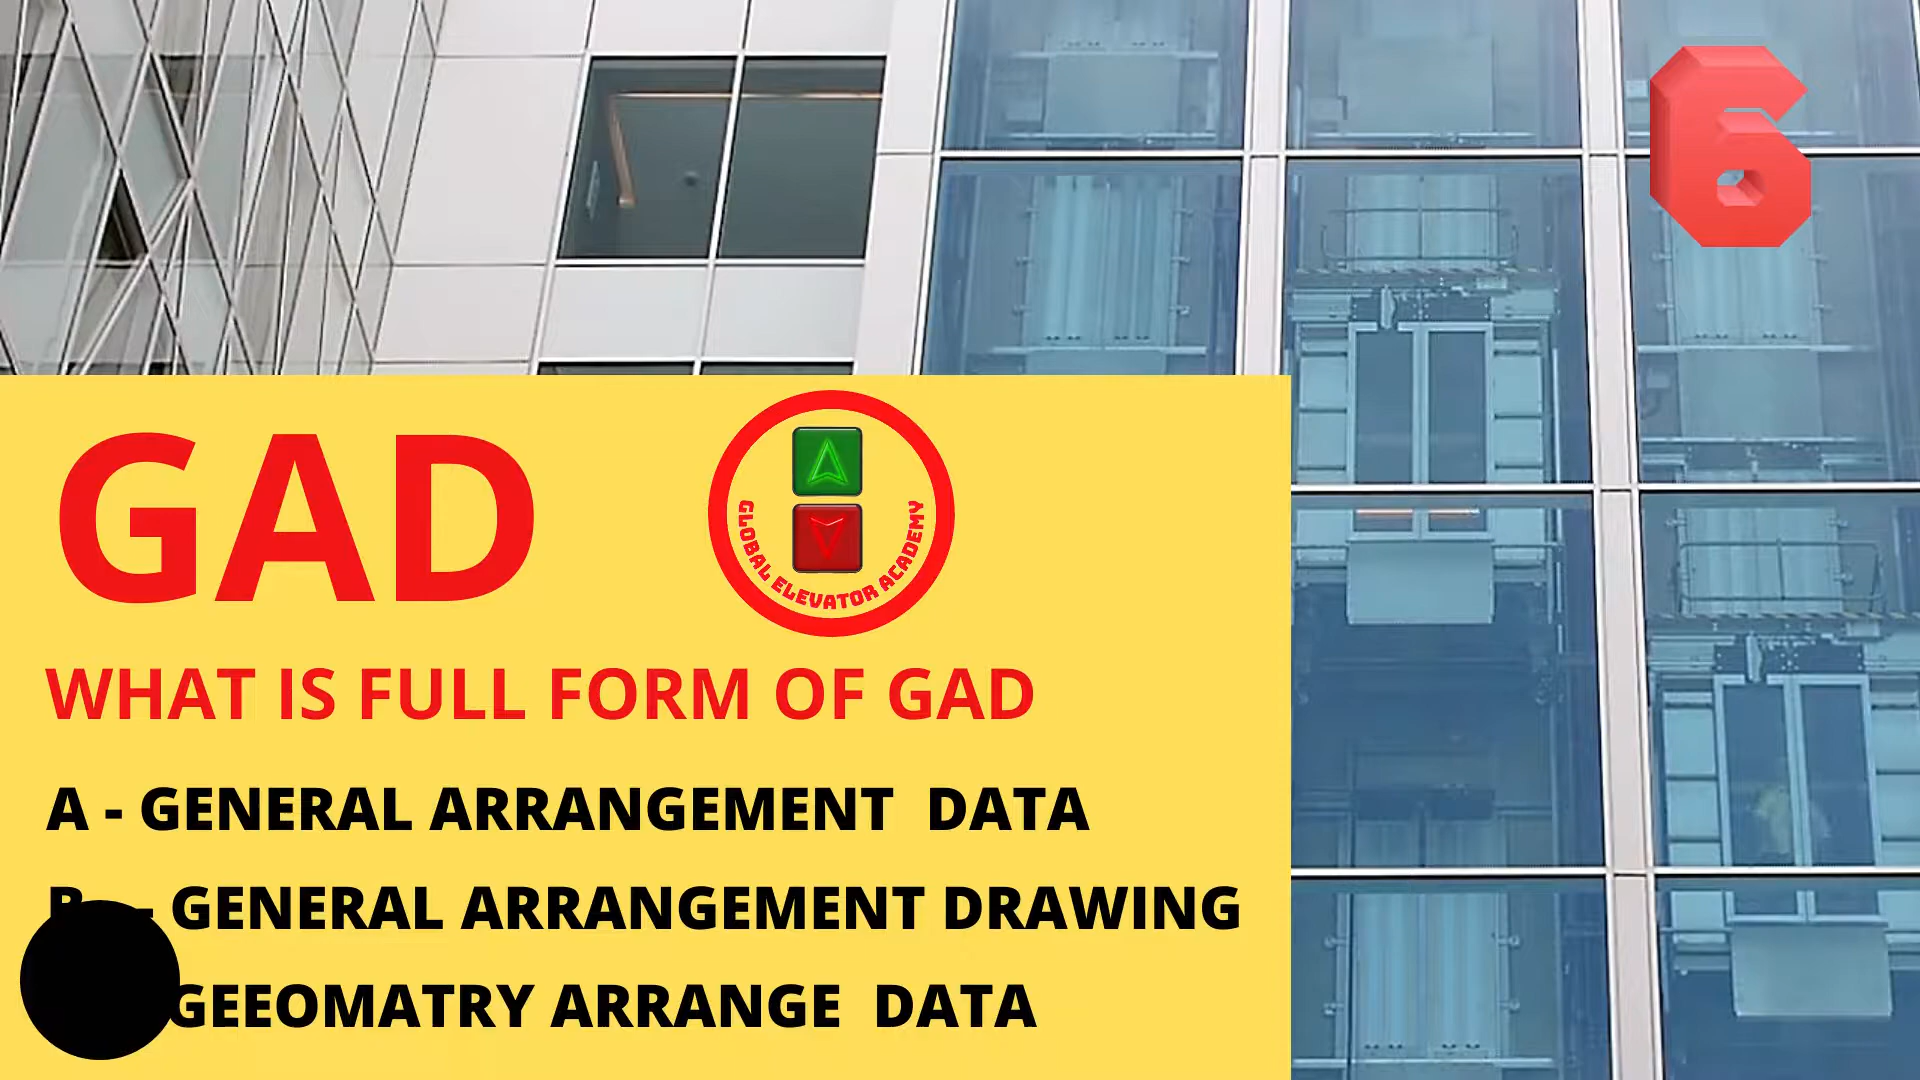 6
GAD
GLOBAL ELEVATOR ACADEMY
WHAT IS FULL FORM OF GAD
A - GENERAL ARRANGEMENT DATA
- GENERAL ARRANGEMENT DRAWING
GEEOMATRY ARRANGE DATA